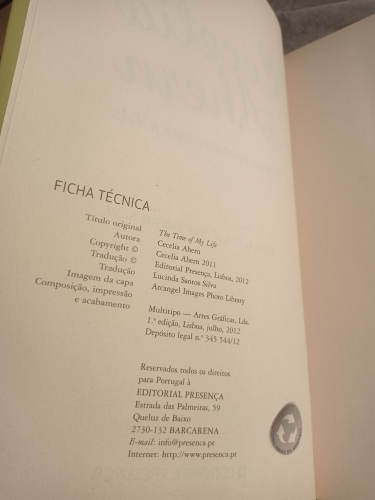 FICHA TÉCNICA
Título original The Time of My Life
Autora Cecelia Ahern
Copyright © Cecelia Ahern 2011
Tradução © Editorial Presença, Lisboa, 2012
Tradução Lucinda Santos Silva
Imagem da capa Arcangel Images Photo Library
Composição, impressão
e acabamento Multitipo — Artes Gráficas, Lda.
1.ª edição, Lisboa, julho, 2012
Depósito legal n.º 345 544/12
Reservados todos os direitos
para Portugal à
EDITORIAL PRESENÇA
Estrada das Palmeiras, 59
Queluz de Baixo
2730-132 BARCARENA
E-mail: info@presenca.pt
Internet: http://www.presenca.pt